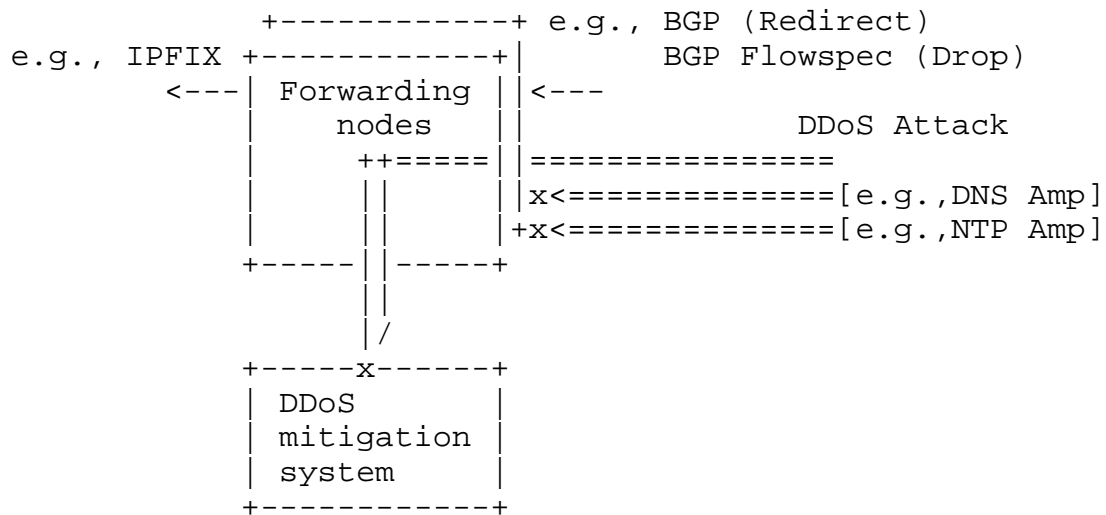 e.g., BGP (Redirect)
e.g., IPFIX BGP Flowspec (Drop)
<---| Forwarding ||<---
nodes DDoS Attack
++=====||================
||x<==============[e.g.,DNS Amp]
|+x<==============[e.g.,NTP Amp]
x
DDoS
mitigation
system